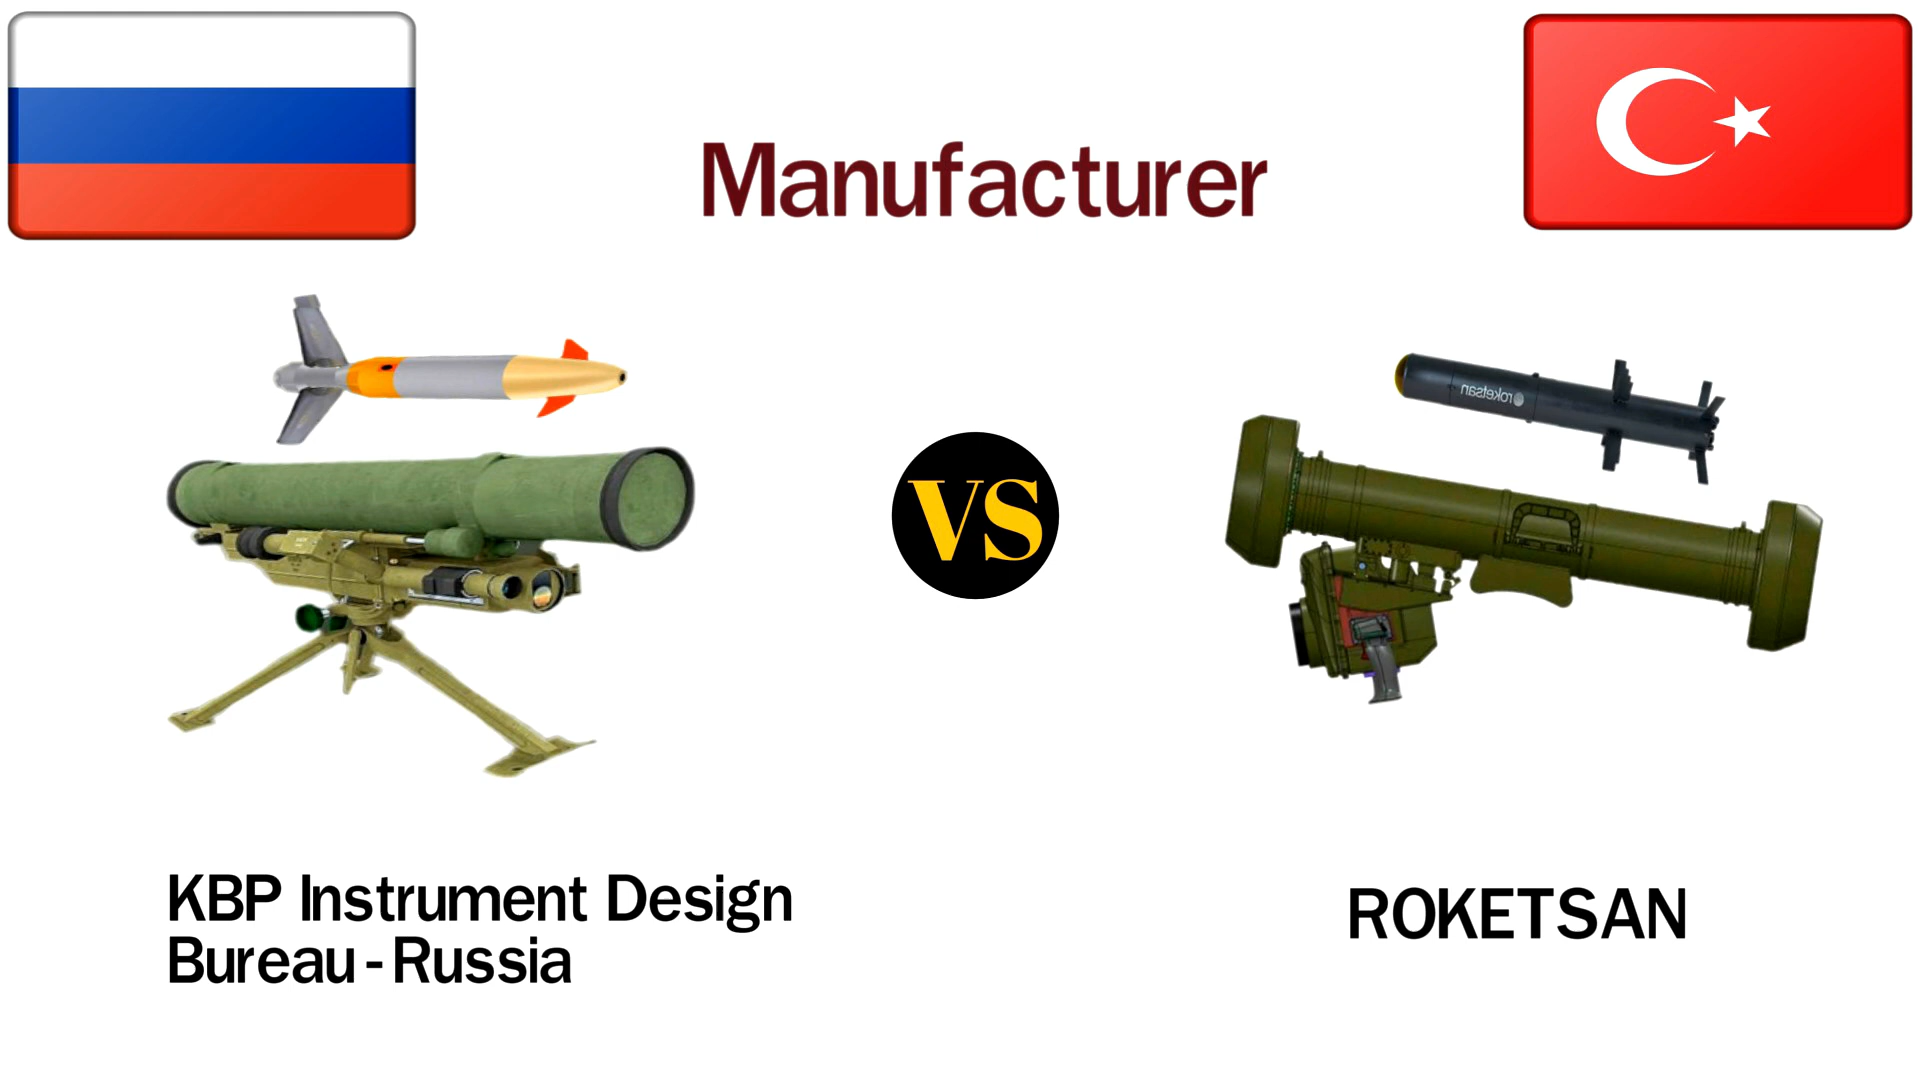 Manufacturer
roketsan
VS
KBP Instrument Design
Bureau - Russia
ROKETSAN